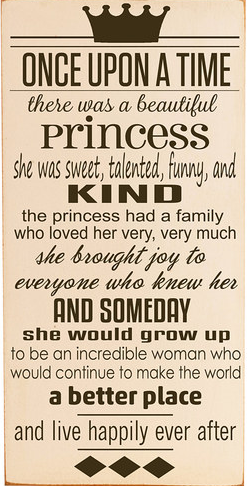 ONCE UPON A TIME
there was a beautiful
PRINCESS
she was sweet, talented, funny, and
KIND
the princess had a family
who loved her very, very much
she brought joy to
everyone who knew her
AND SOMEDAY
she would grow up
to be an incredible woman who
would continue to make the world
a better place
and live happily ever after